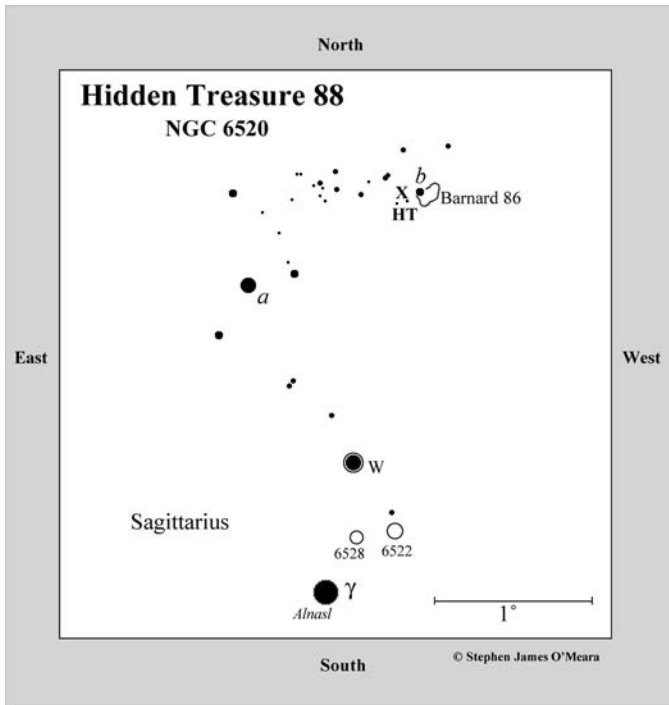 North
Hidden Treasure 88
NGC 6520
b
X
Barnard 86
HT
a
East
West
W
Sagittarius
6528
6522
γ
Alnasl
1°
South
© Stephen James O’Meara